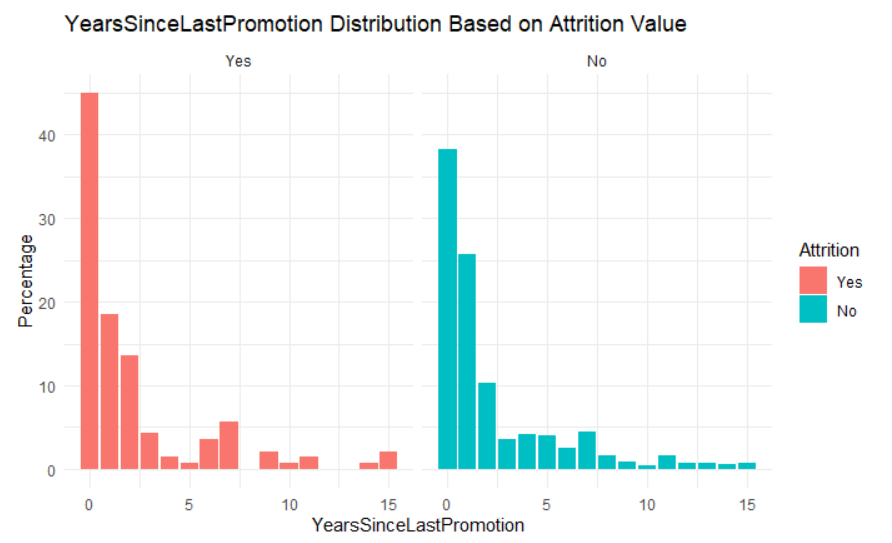 YearsSinceLastPromotion Distribution Based on Attrition Value
Yes
No
40
30
20
10
0
Percentage
0
5
10
15
0
5
10
15
YearsSinceLastPromotion
Attrition
Yes
No